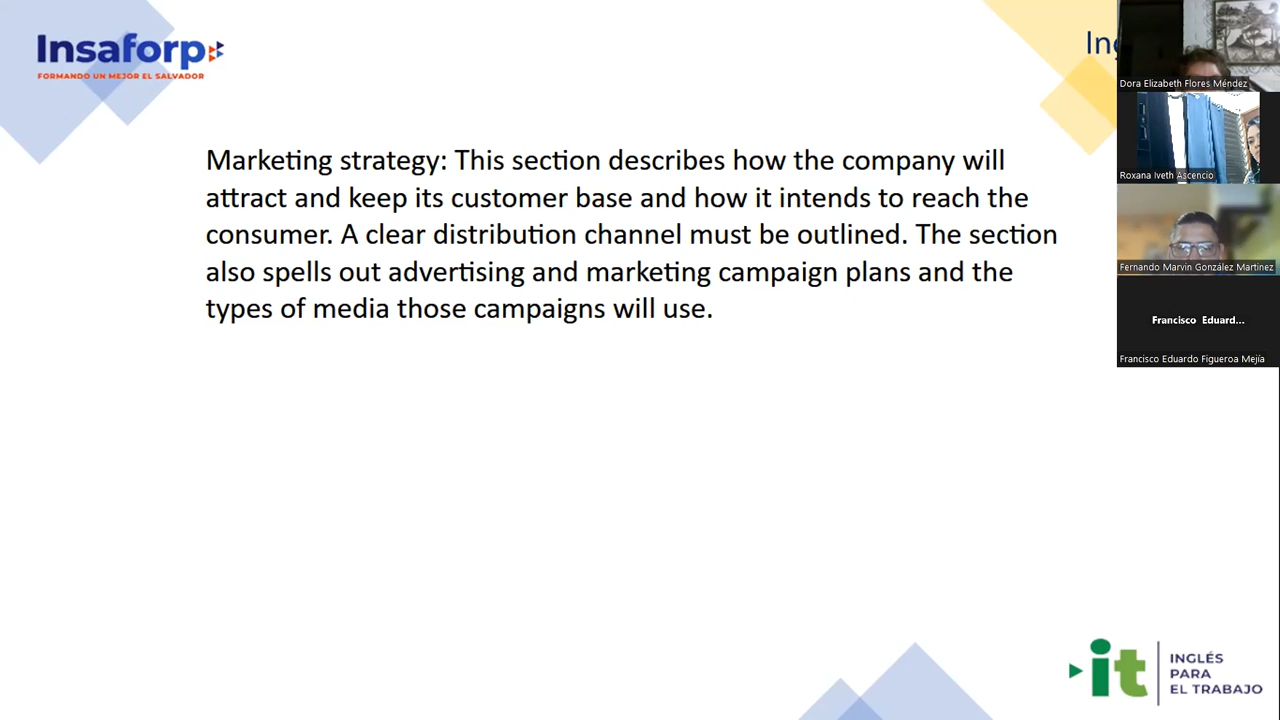 Insaforp
FORMANDO UN MEJOR EL SALVADOR
Marketing strategy: This section describes how the company will
attract and keep its customer base and how it intends to reach the
consumer. A clear distribution channel must be outlined. The section
also spells out advertising and marketing campaign plans and the
types of media those campaigns will use.
Dora Elizabeth Flores Méndez
Roxana Iveth Ascencio
Fernando Marvin González Martinez
Francisco Eduard...
Francisco Eduardo Figueroa Mejía
it
INGLÉS
PARA
EL TRABAJO